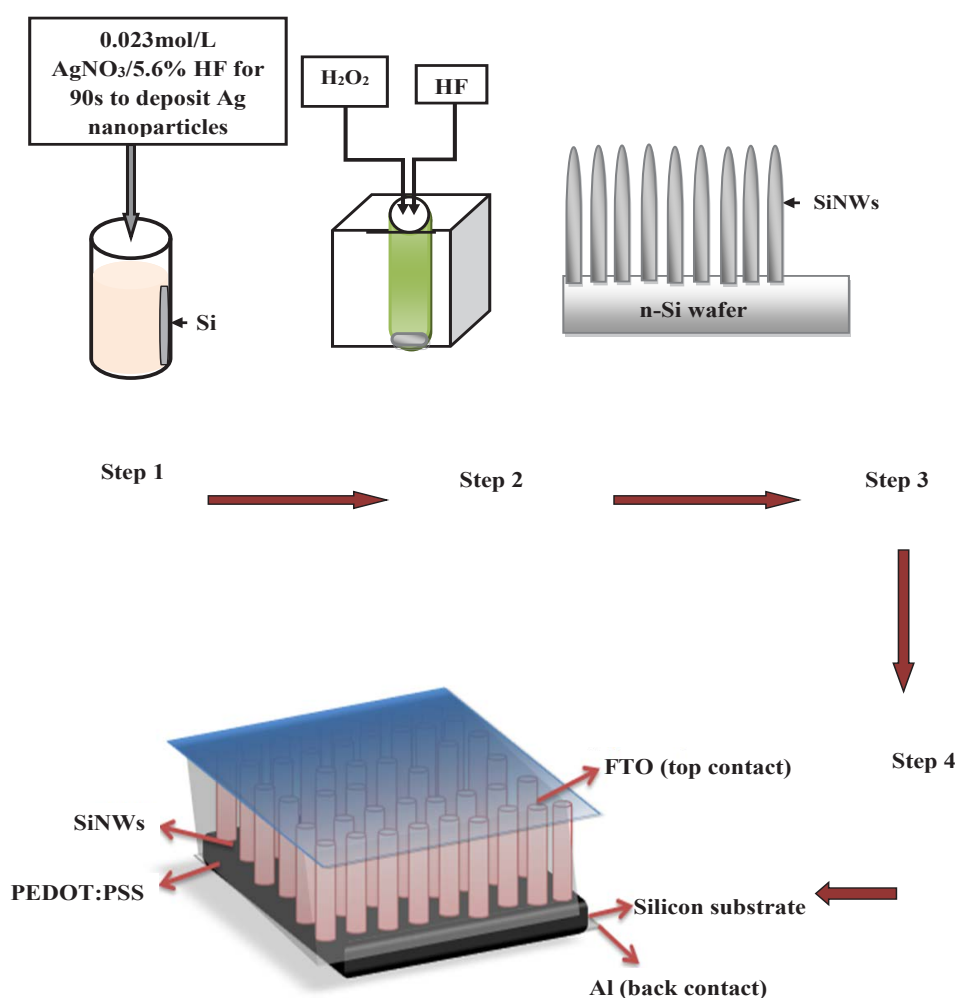 0.023mol/L
AgNO₃/5.6% HF for
90s to deposit Ag
nanoparticles
H₂O₂
HF
SiNWs
n-Si wafer
Si
Step 1
Step 2
Step 3
Step 4
FTO (top contact)
SiNWs
PEDOT:PSS
Silicon substrate
Al (back contact)